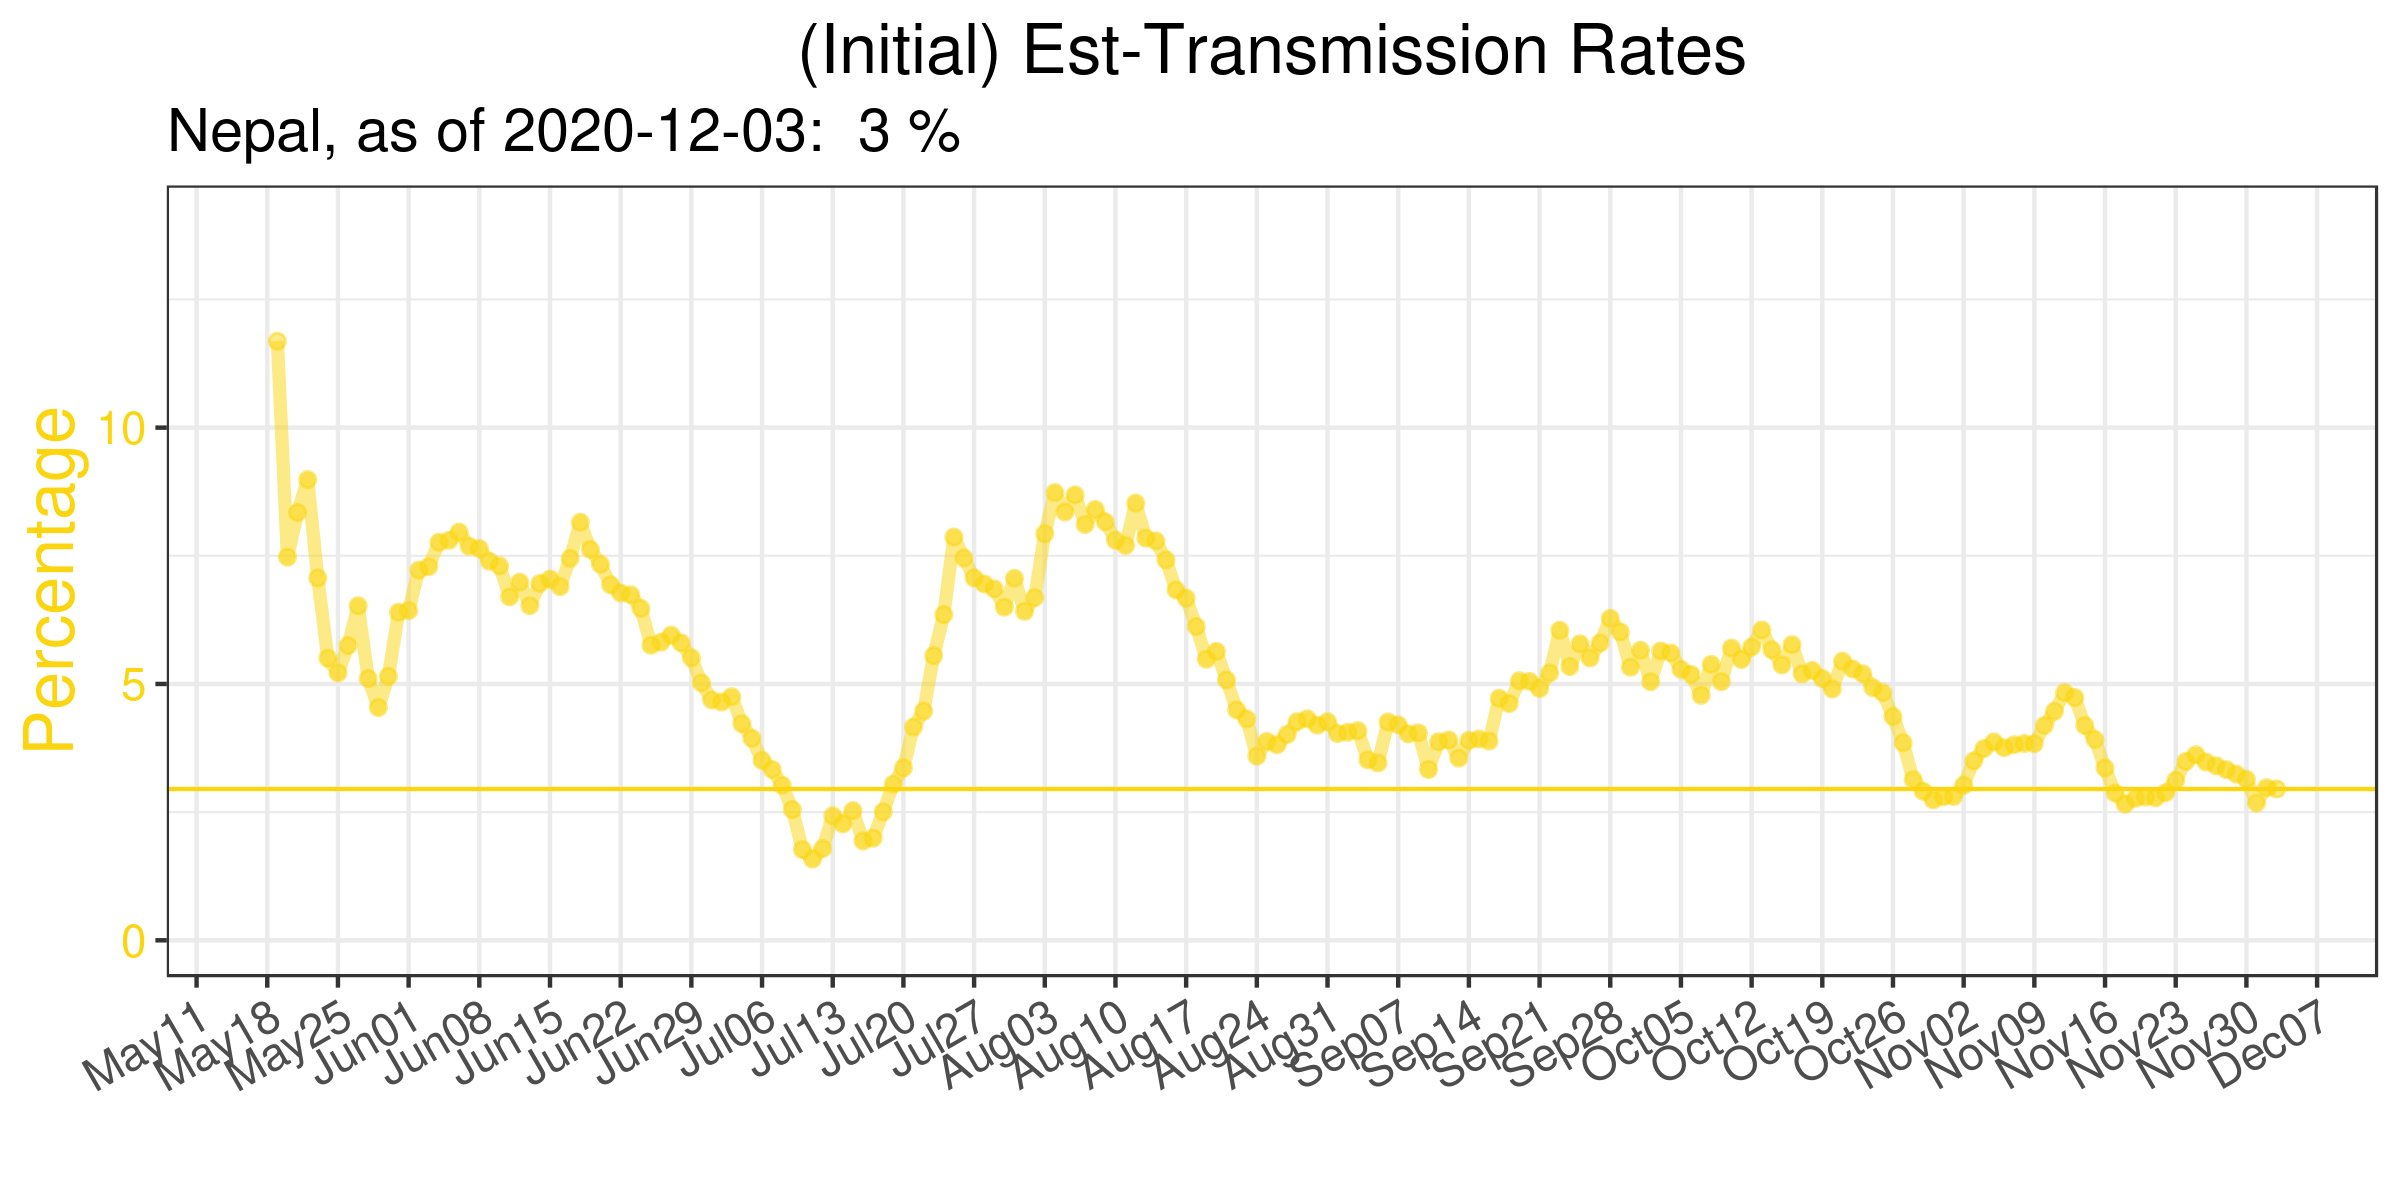 (Initial) Est-Transmission Rates
Nepal, as of 2020-12-03:  3 %
Percentage
10
5
0
May11
May18
May25
Jun01
Jun08
Jun15
Jun22
Jun29
Jul06
Jul13
Jul20
Jul27
Aug03
Aug10
Aug17
Aug24
Aug31
Sep07
Sep14
Sep21
Sep28
Oct05
Oct12
Oct19
Oct26
Nov02
Nov09
Nov16
Nov23
Nov30
Dec07